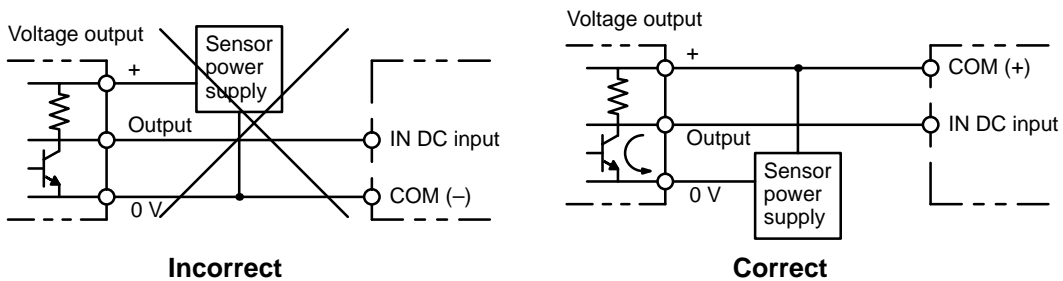 Voltage output
Sensor
power
supply
+
Output
IN DC input
COM (–)
0 V
Incorrect
Voltage output
+
COM (+)
IN DC input
Output
Sensor
power
supply
0 V
Correct